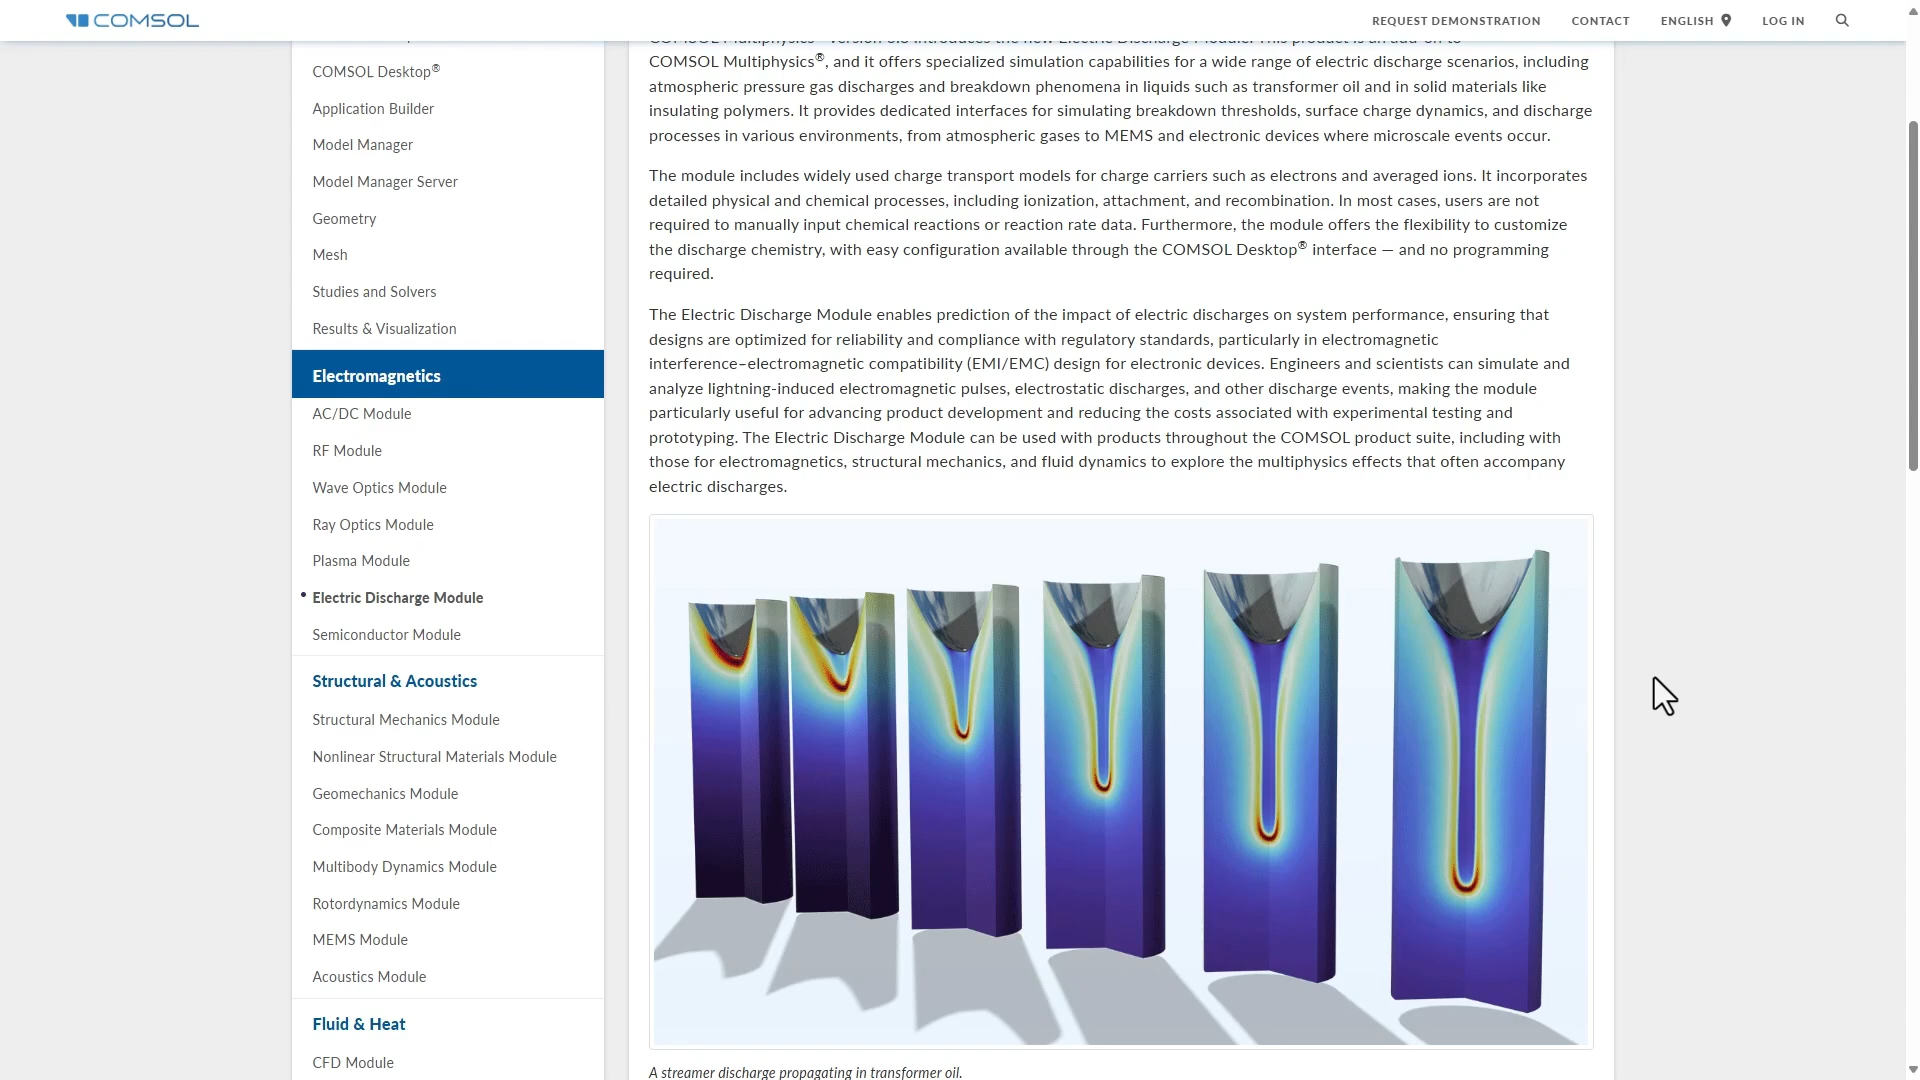 COMSOL
REQUEST DEMONSTRATION
CONTACT
ENGLISH
LOG IN
COMSOL Desktop®
Application Builder
Model Manager
Model Manager Server
Geometry
Mesh
Studies and Solvers
Results & Visualization
Electromagnetics
AC/DC Module
RF Module
Wave Optics Module
Ray Optics Module
Plasma Module
Electric Discharge Module
Semiconductor Module
Structural & Acoustics
Structural Mechanics Module
Nonlinear Structural Materials Module
Geomechanics Module
Composite Materials Module
Multibody Dynamics Module
Rotordynamics Module
MEMS Module
Acoustics Module
Fluid & Heat
CFD Module
COMSOL Multiphysics®, and it offers specialized simulation capabilities for a wide range of electric discharge scenarios, including
atmospheric pressure gas discharges and breakdown phenomena in liquids such as transformer oil and in solid materials like
insulating polymers. It provides dedicated interfaces for simulating breakdown thresholds, surface charge dynamics, and discharge
processes in various environments, from atmospheric gases to MEMS and electronic devices where microscale events occur.
The module includes widely used charge transport models for charge carriers such as electrons and averaged ions. It incorporates
detailed physical and chemical processes, including ionization, attachment, and recombination. In most cases, users are not
required to manually input chemical reactions or reaction rate data. Furthermore, the module offers the flexibility to customize
the discharge chemistry, with easy configuration available through the COMSOL Desktop® interface — and no programming
required.
The Electric Discharge Module enables prediction of the impact of electric discharges on system performance, ensuring that
designs are optimized for reliability and compliance with regulatory standards, particularly in electromagnetic
interference–electromagnetic compatibility (EMI/EMC) design for electronic devices. Engineers and scientists can simulate and
analyze lightning-induced electromagnetic pulses, electrostatic discharges, and other discharge events, making the module
particularly useful for advancing product development and reducing the costs associated with experimental testing and
prototyping. The Electric Discharge Module can be used with products throughout the COMSOL product suite, including with
those for electromagnetics, structural mechanics, and fluid dynamics to explore the multiphysics effects that often accompany
electric discharges.
A streamer discharge propagating in transformer oil.